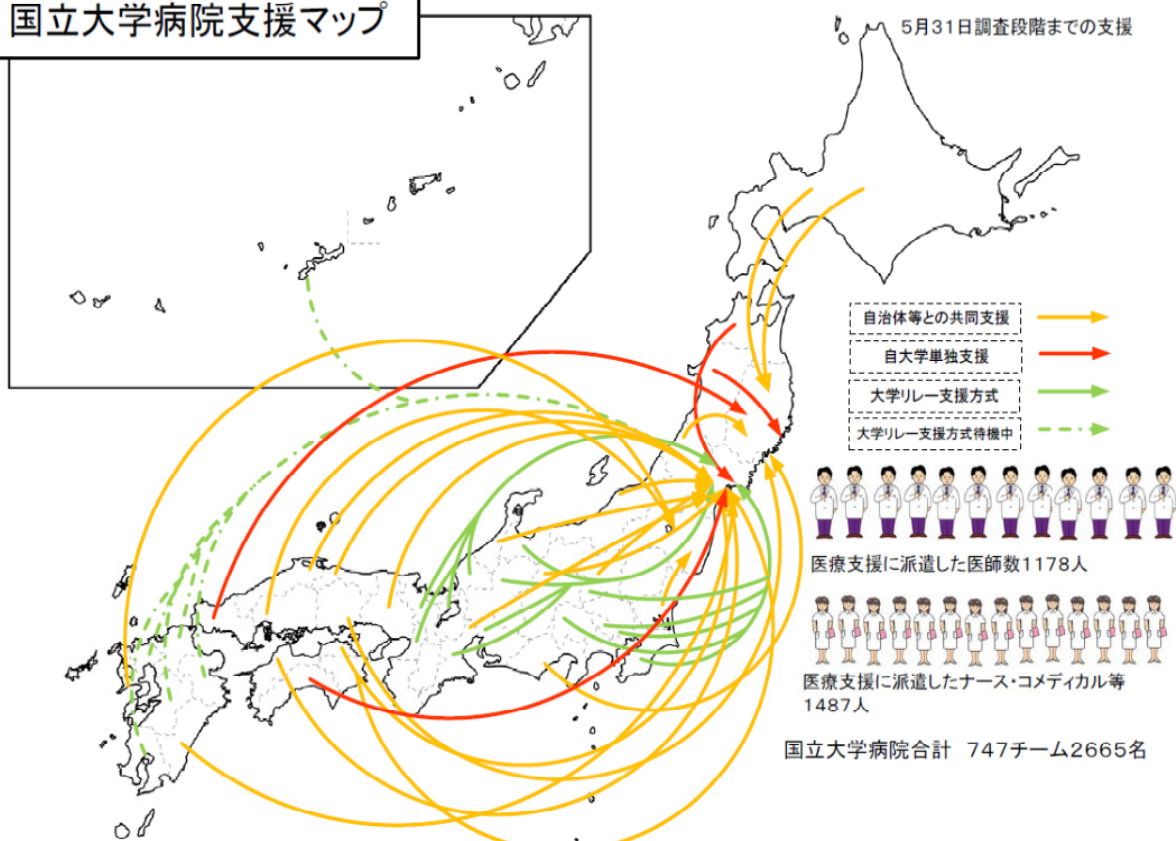 国立大学病院支援マップ
5月31日調査段階までの支援
自治体等との共同支援
自大学単独支援
大学リレー支援方式
大学リレー支援方式待機中
医療支援に派遣した医師数1178人
医療支援に派遣したナース・コメディカル等
1487人
国立大学病院合計 747チーム2665名